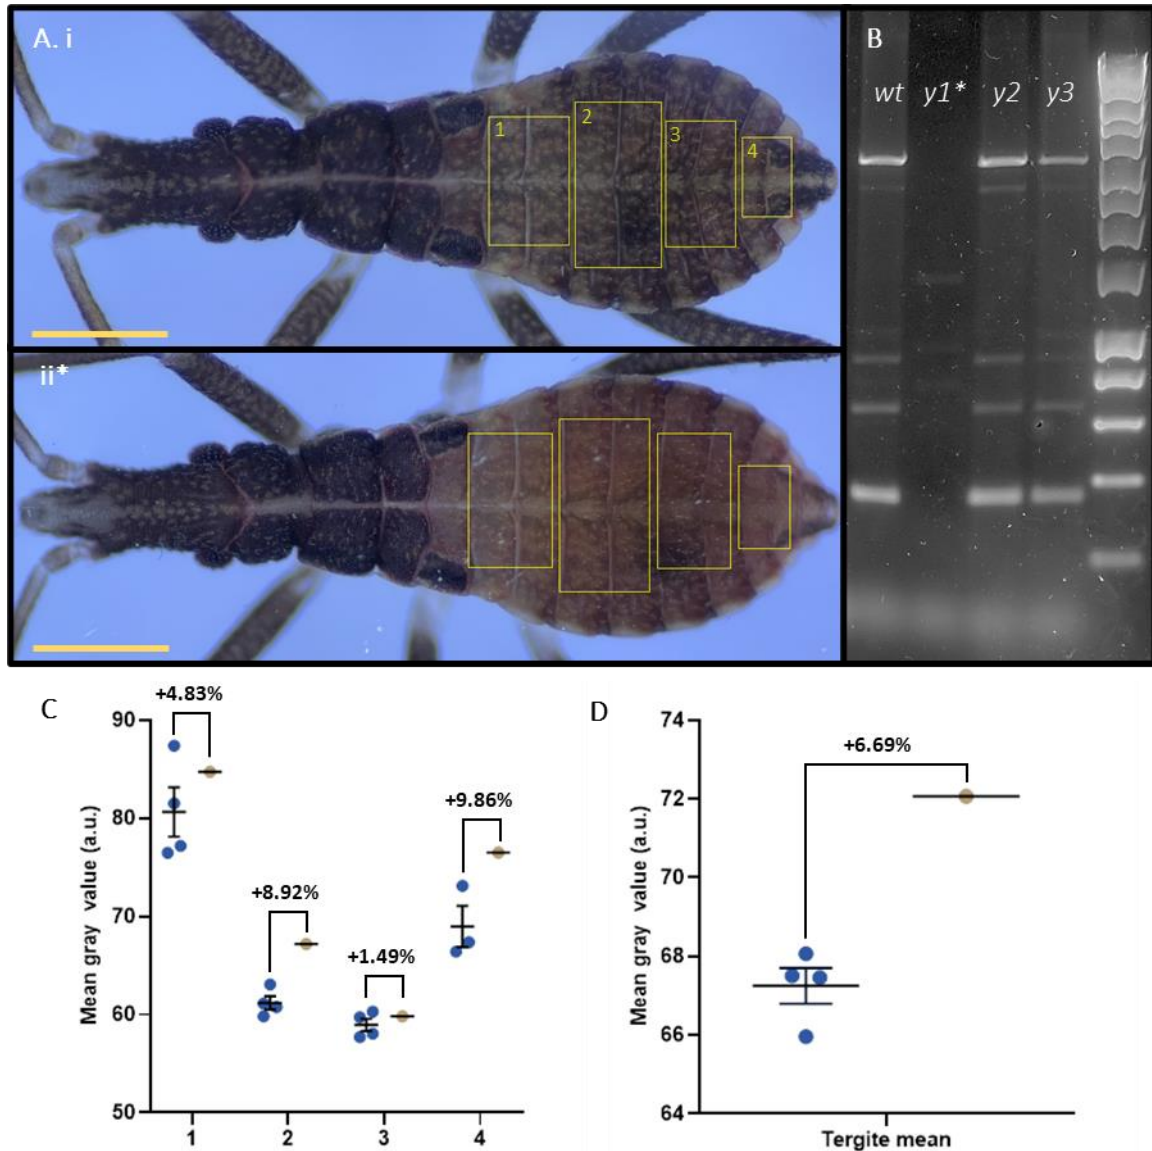 A. i
1
2
3
4
ii*
B
wt y1* y2 y3
C
+4.83%
+8.92%
+1.49%
+9.86%
Mean gray value (a.u.)
90
80
70
60
50
1 2 3 4
D
+6.69%
Mean gray value (a.u.)
74
72
70
68
66
64
Tergite mean